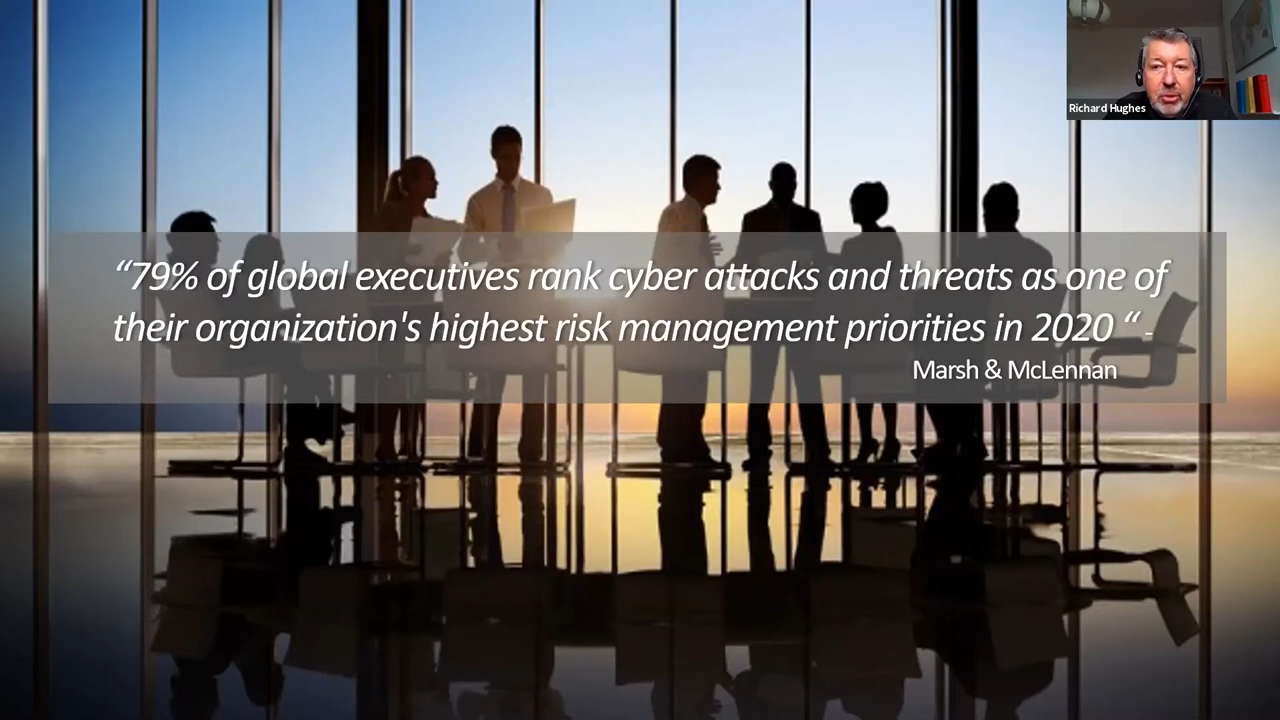 Richard Hughes
“79% of global executives rank cyber attacks and threats as one of
their organization's highest risk management priorities in 2020 “ -
Marsh & McLennan